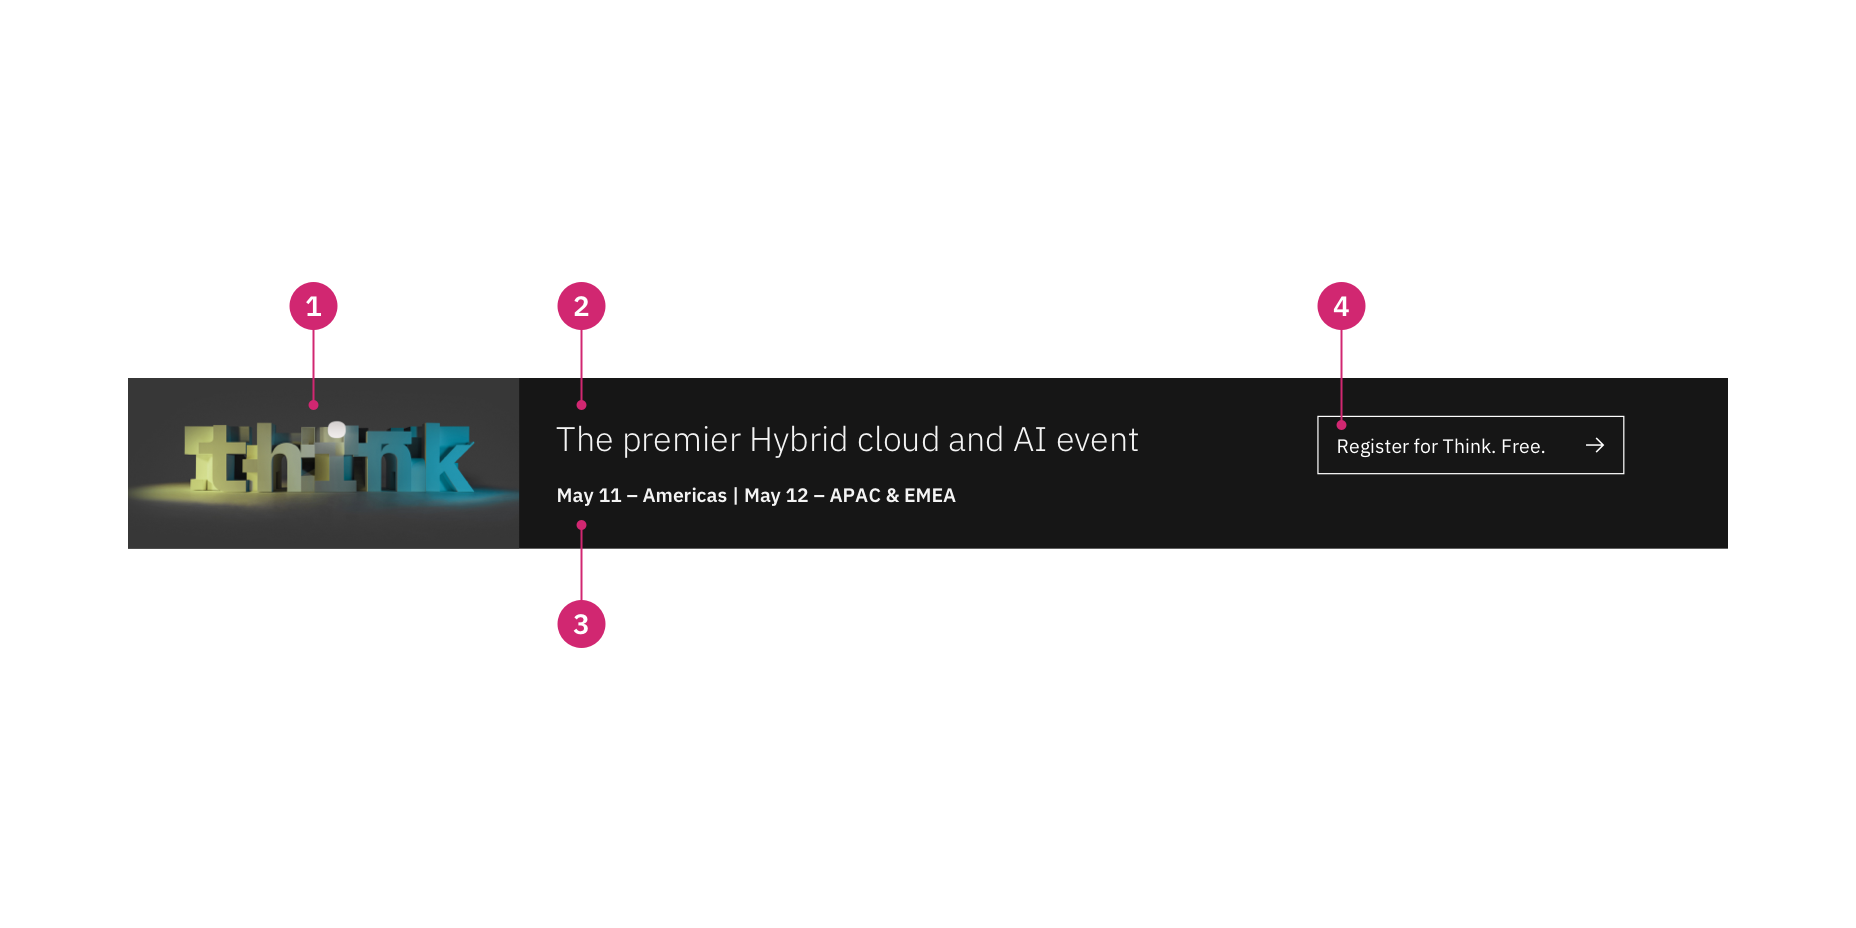 1
2
4
think
The premier Hybrid cloud and AI event
Register for Think. Free.
May 11 – Americas | May 12 – APAC & EMEA
3